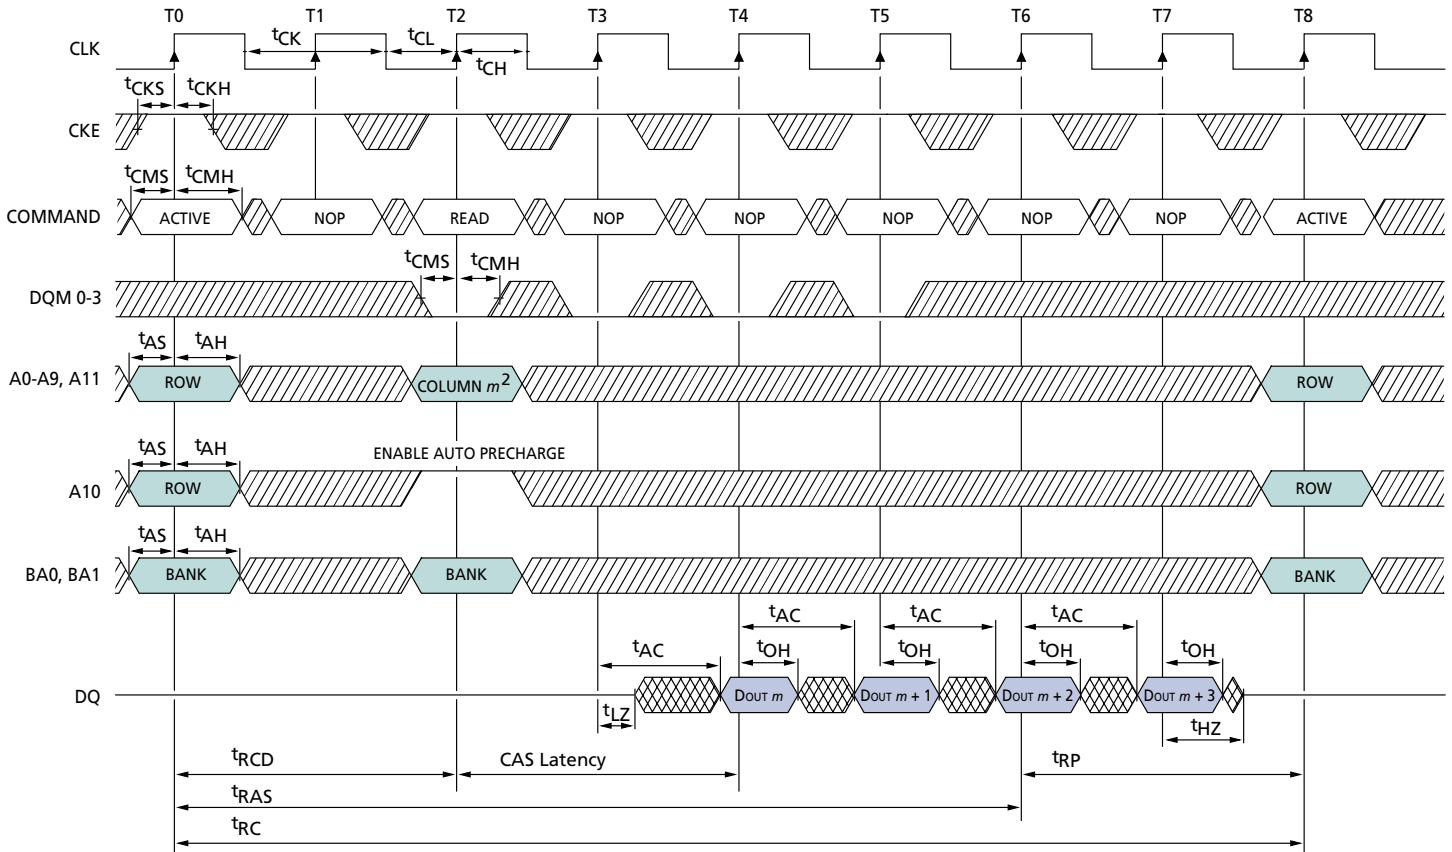 T0 T1 T2 T3 T4 T5 T6 T7 T8
CLK tCK tCL tCH
tCKS tCKH
CKE
tCMS tCMH
COMMAND ACTIVE NOP READ NOP NOP NOP NOP NOP ACTIVE
tCMS tCMH
DQM 0-3
tAS tAH
A0-A9, A11 ROW COLUMN m2 ROW
tAS tAH ENABLE AUTO PRECHARGE
A10 ROW ROW
tAS tAH
BA0, BA1 BANK BANK BANK
tAC tAC tAC
tAC tOH tOH tOH tOH
DQ DOUT m DOUT m + 1 DOUT m + 2 DOUT m + 3
tLZ tHZ
tRCD CAS Latency tRP
tRAS
tRC